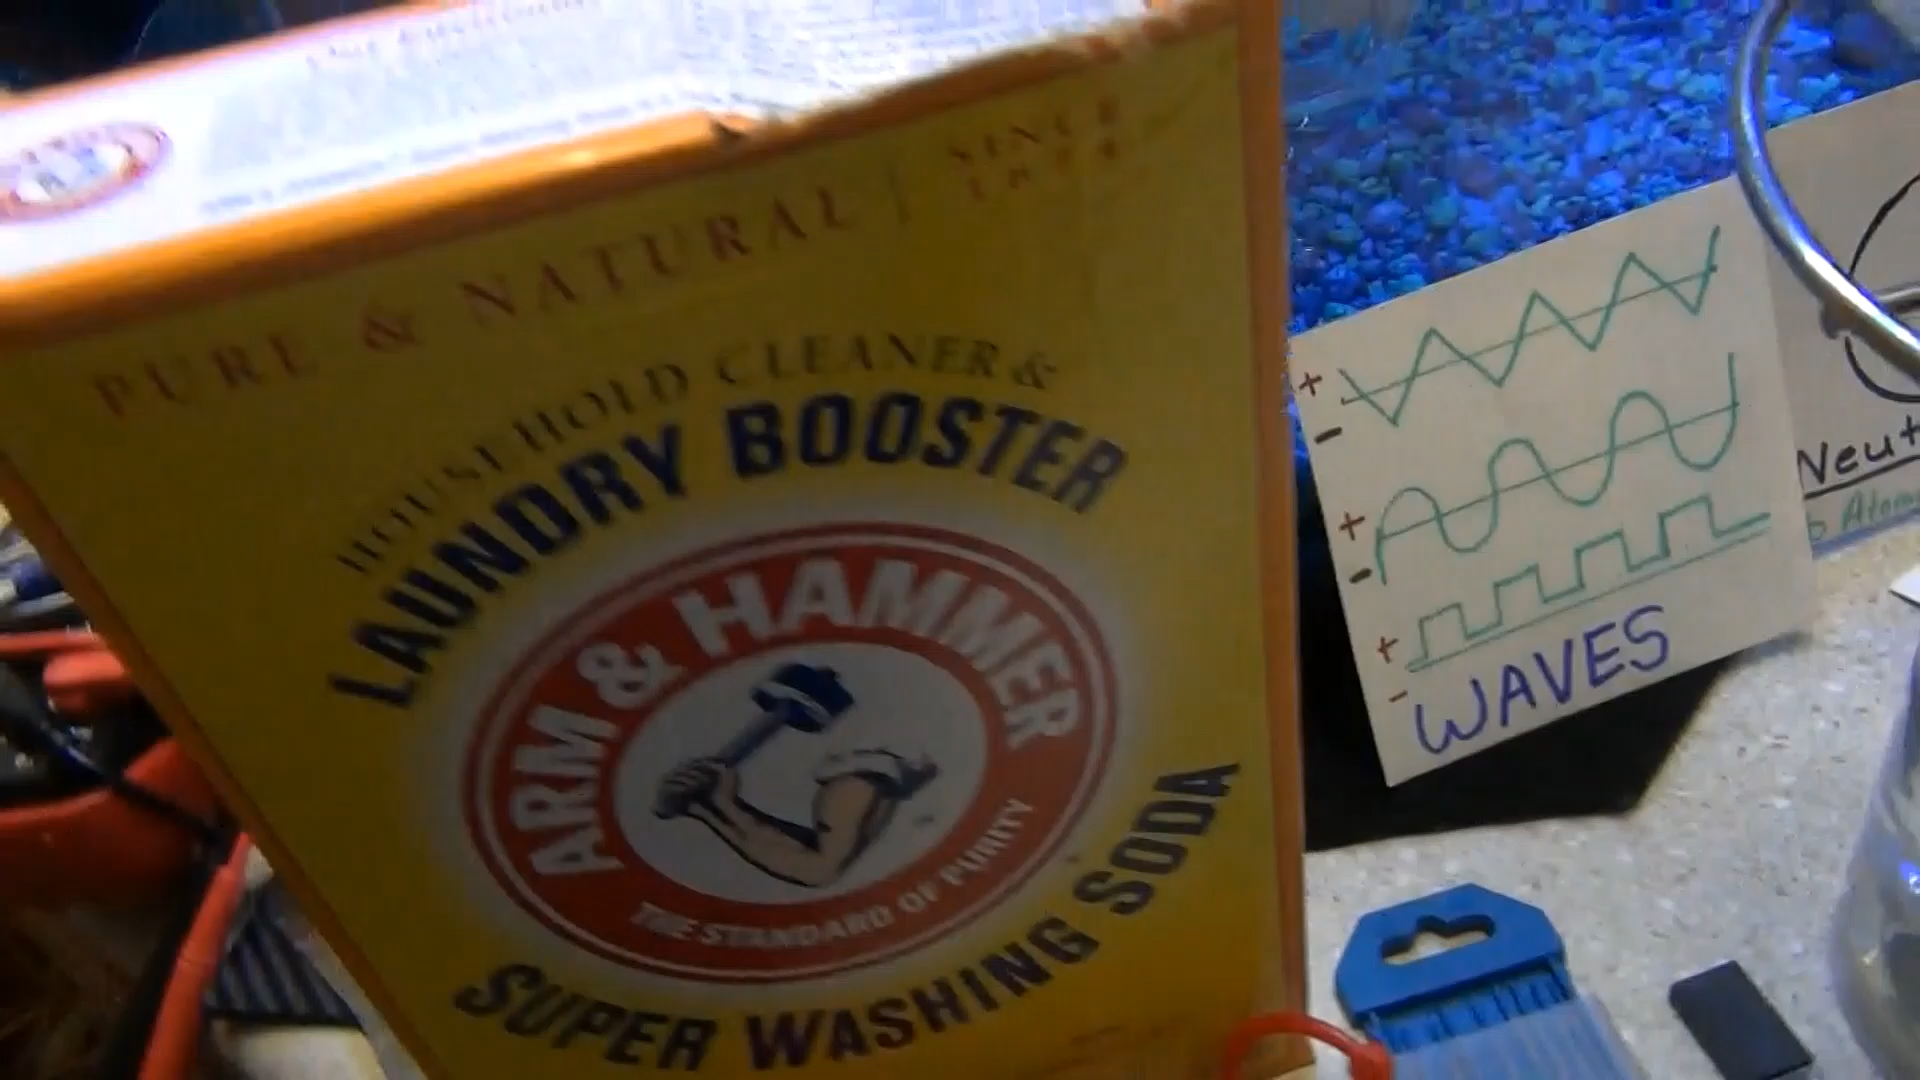 PURE & NATURAL | SINCE
HOUSEHOLD CLEANER &
LAUNDRY BOOSTER
ARM & HAMMER
THE STANDARD OF PURITY
SUPER WASHING SODA
+
-
+
-
+
-
WAVES
Neut